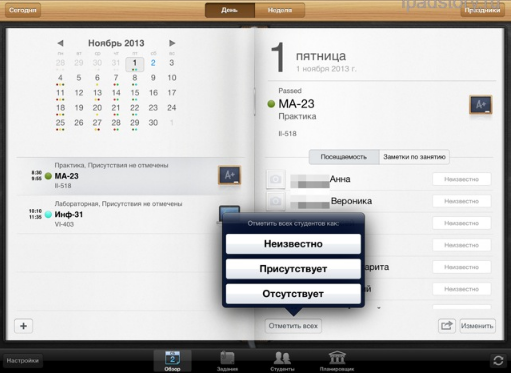 Сегодня
День
Неделя
Праздники
Ноябрь 2013
пн вт ср чт пт сб вс
28 29 30 31 1 2 3
4 5 6 7 8 9 10
11 12 13 14 15 16 17
18 19 20 21 22 23 24
25 26 27 28 29 30 1
Практика, Присутствия не отмечены
8:30
9:55
МА-23
II-518
A+
Лабораторная, Присутствия не отмечены
10:10
11:35
Инф-31
VI-403
1 пятница
1 ноября 2013 г.
Passed
МА-23
A+
Практика
II-518
Посещаемость
Заметки по занятию
Анна
Неизвестно
Вероника
Неизвестно
Неизвестно
Неизвестно
Неизвестно
Отметить всех студентов как:
Неизвестно
Присутствует
Отсутствует
+
Отметить всех
Изменить
Настройки
2
Обзор
Задания
Студенты
Планировщик